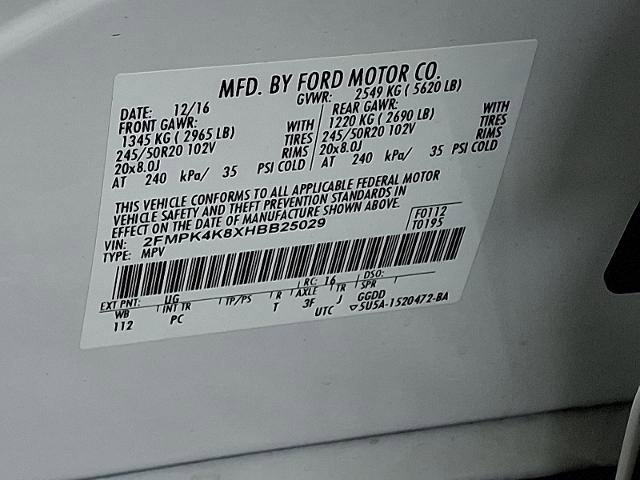 MFD. BY FORD MOTOR CO.
DATE: 12/16 GVWR: 2549 KG ( 5620 LB)
FRONT GAWR: WITH REAR GAWR: WITH
1345 KG ( 2965 LB) TIRES 1220 KG ( 2690 LB) TIRES
245/50R20 102V RIMS 245/50R20 102V RIMS
20x8.0J 20x8.0J
AT 240 kPa/ 35 PSI COLD AT 240 kPa/ 35 PSI COLD
THIS VEHICLE CONFORMS TO ALL APPLICABLE FEDERAL MOTOR
VEHICLE SAFETY AND THEFT PREVENTION STANDARDS IN
EFFECT ON THE DATE OF MANUFACTURE SHOWN ABOVE.
VIN: 2FMPK4K8XHBB25029 F0112
TYPE: MPV T0195
EXT PNT: UG RC: 16 DSO:
WB INT TR TP/PS R AXLE TR SPR
112 PC T 3F J GGDD
UTC ▽5U5A-1520472-BA